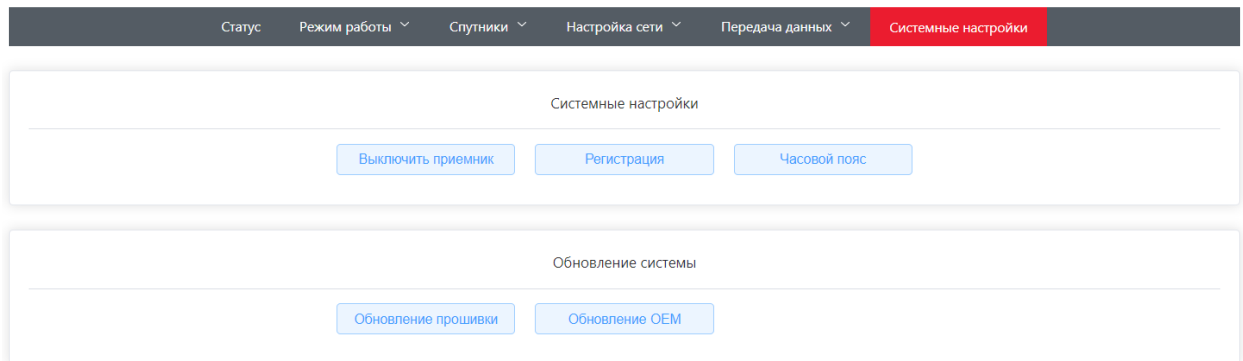 Статус Режим работы Спутники Настройка сети Передача данных Системные настройки
Системные настройки
Выключить приемник Регистрация Часовой пояс
Обновление системы
Обновление прошивки Обновление OEM